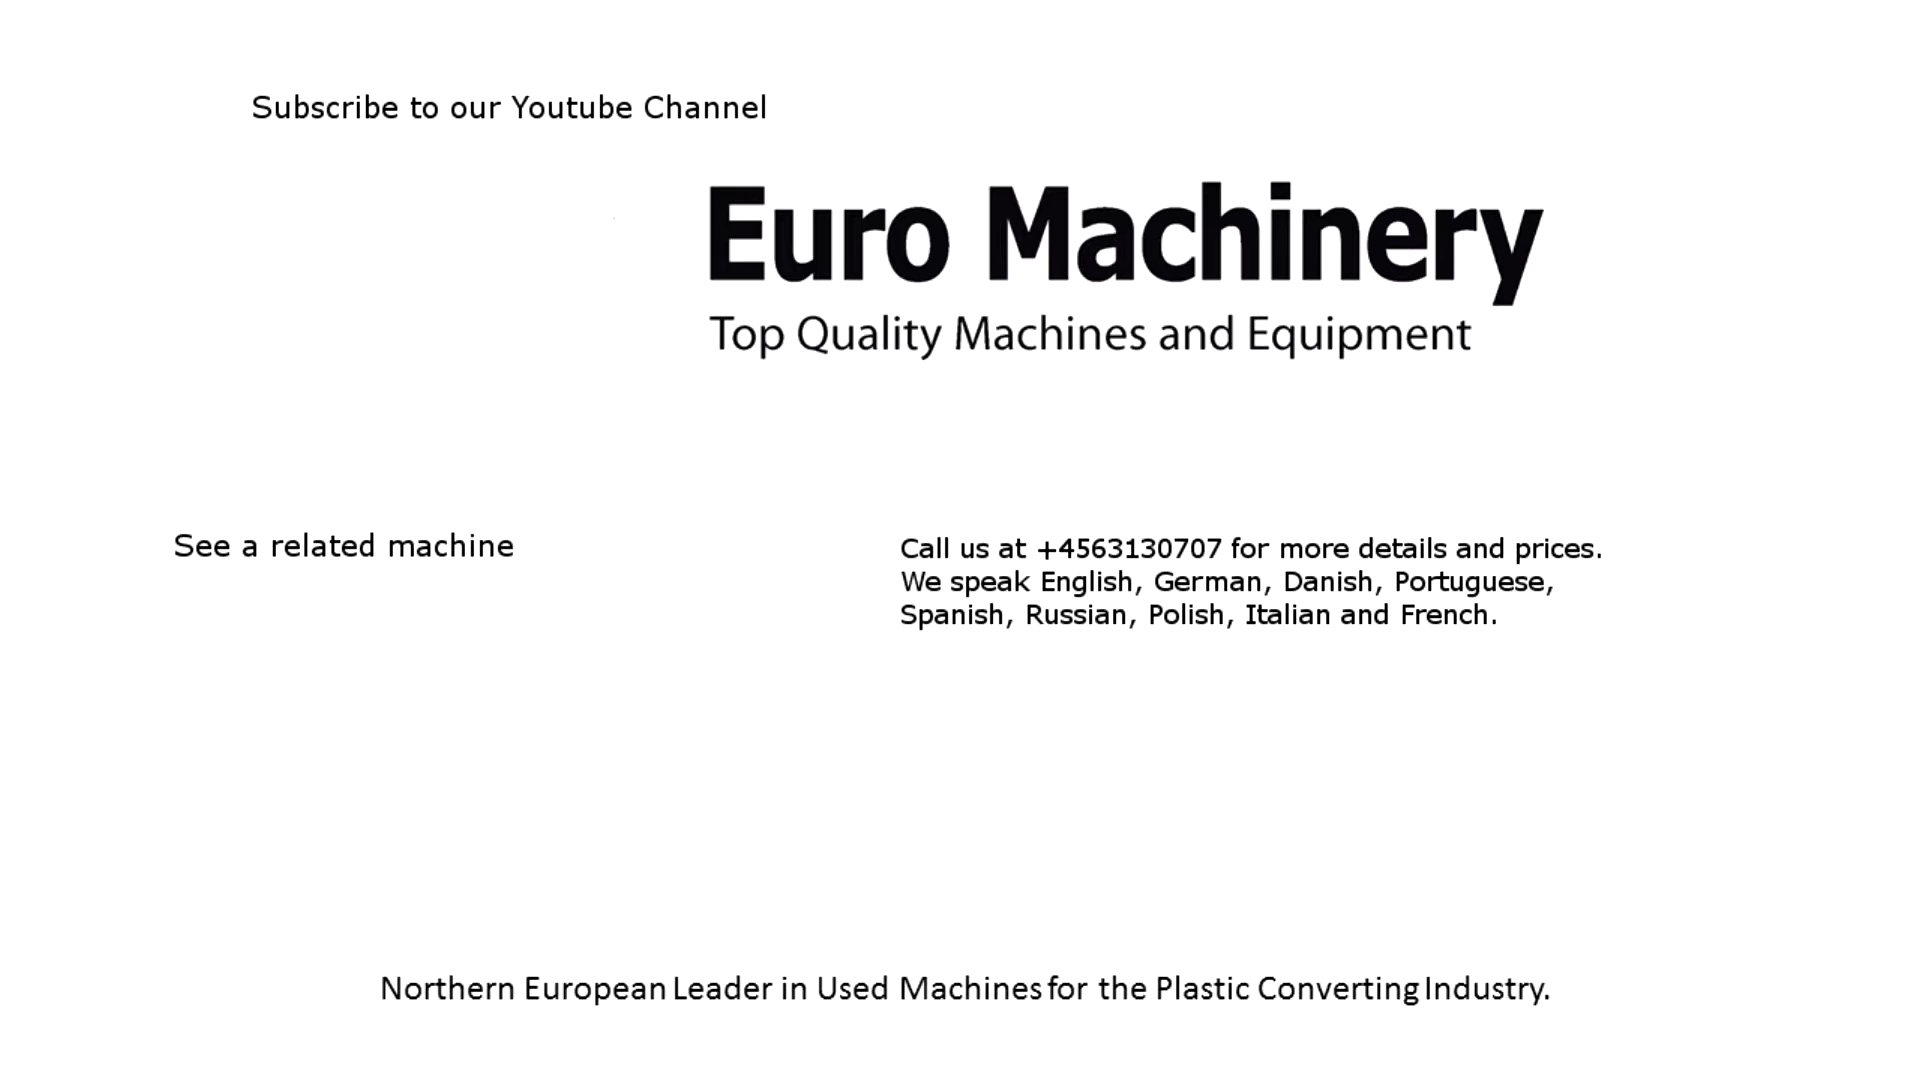 Subscribe to our Youtube Channel
Euro Machinery
Top Quality Machines and Equipment
See a related machine
Call us at +4563130707 for more details and prices.
We speak English, German, Danish, Portuguese,
Spanish, Russian, Polish, Italian and French.
Northern European Leader in Used Machines for the Plastic Converting Industry.